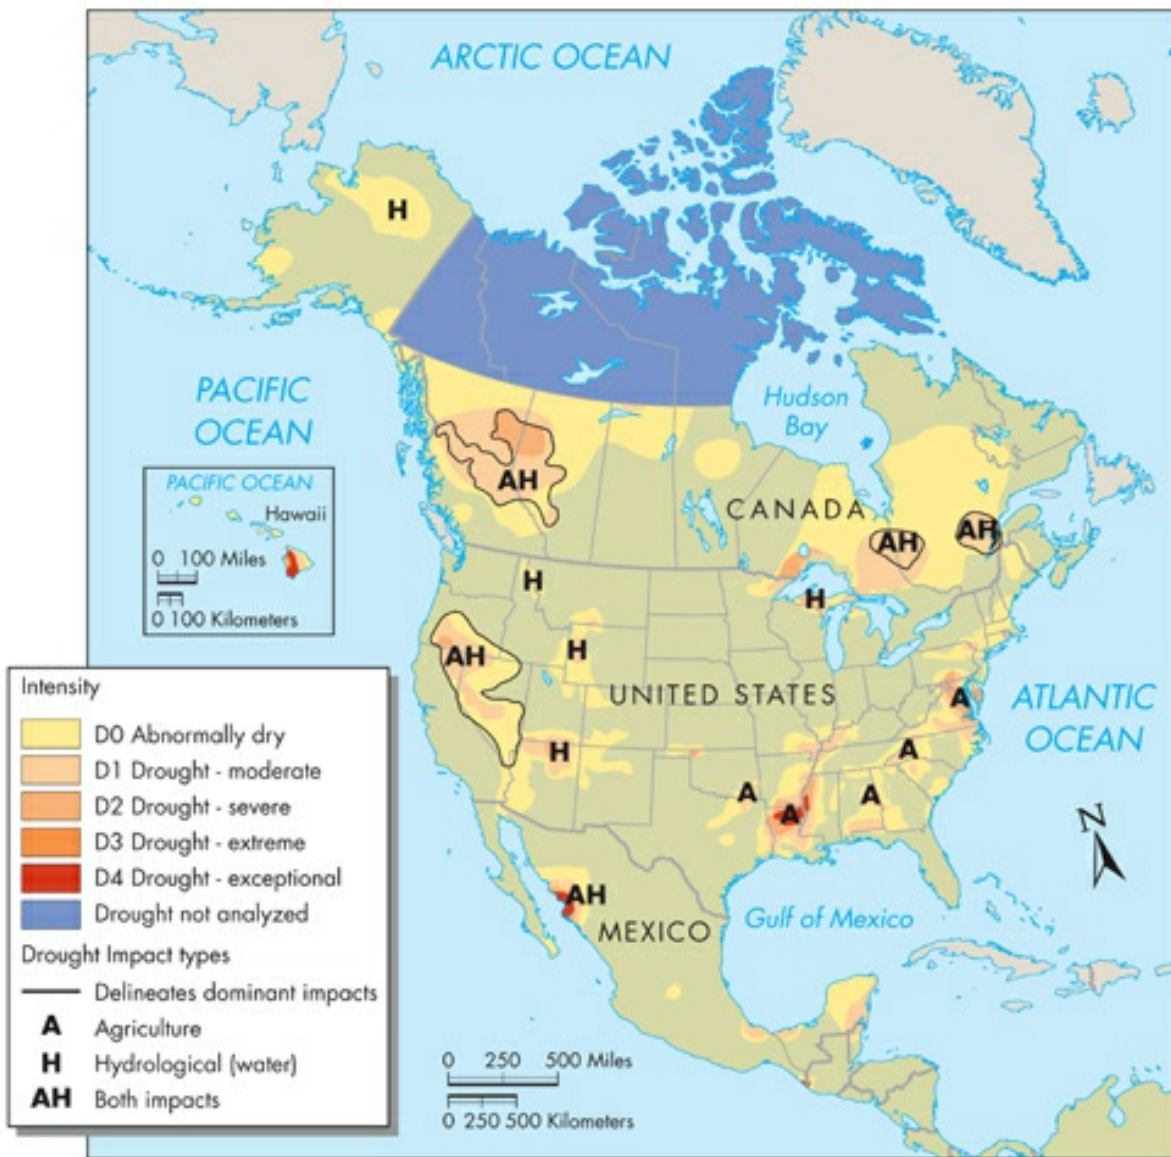 ARCTIC OCEAN
H
PACIFIC
OCEAN
Hudson
Bay
AH
PACIFIC OCEAN
Hawaii
0 100 Miles
0 100 Kilometers
CANADA
AH
AH
H
H
AH
H
UNITED STATES
A
ATLANTIC
OCEAN
H
A
A
A
A
N
AH
MEXICO
Gulf of Mexico
Intensity
D0 Abnormally dry
D1 Drought - moderate
D2 Drought - severe
D3 Drought - extreme
D4 Drought - exceptional
Drought not analyzed
Drought Impact types
Delineates dominant impacts
A Agriculture
H Hydrological (water)
AH Both impacts
0 250 500 Miles
0 250 500 Kilometers